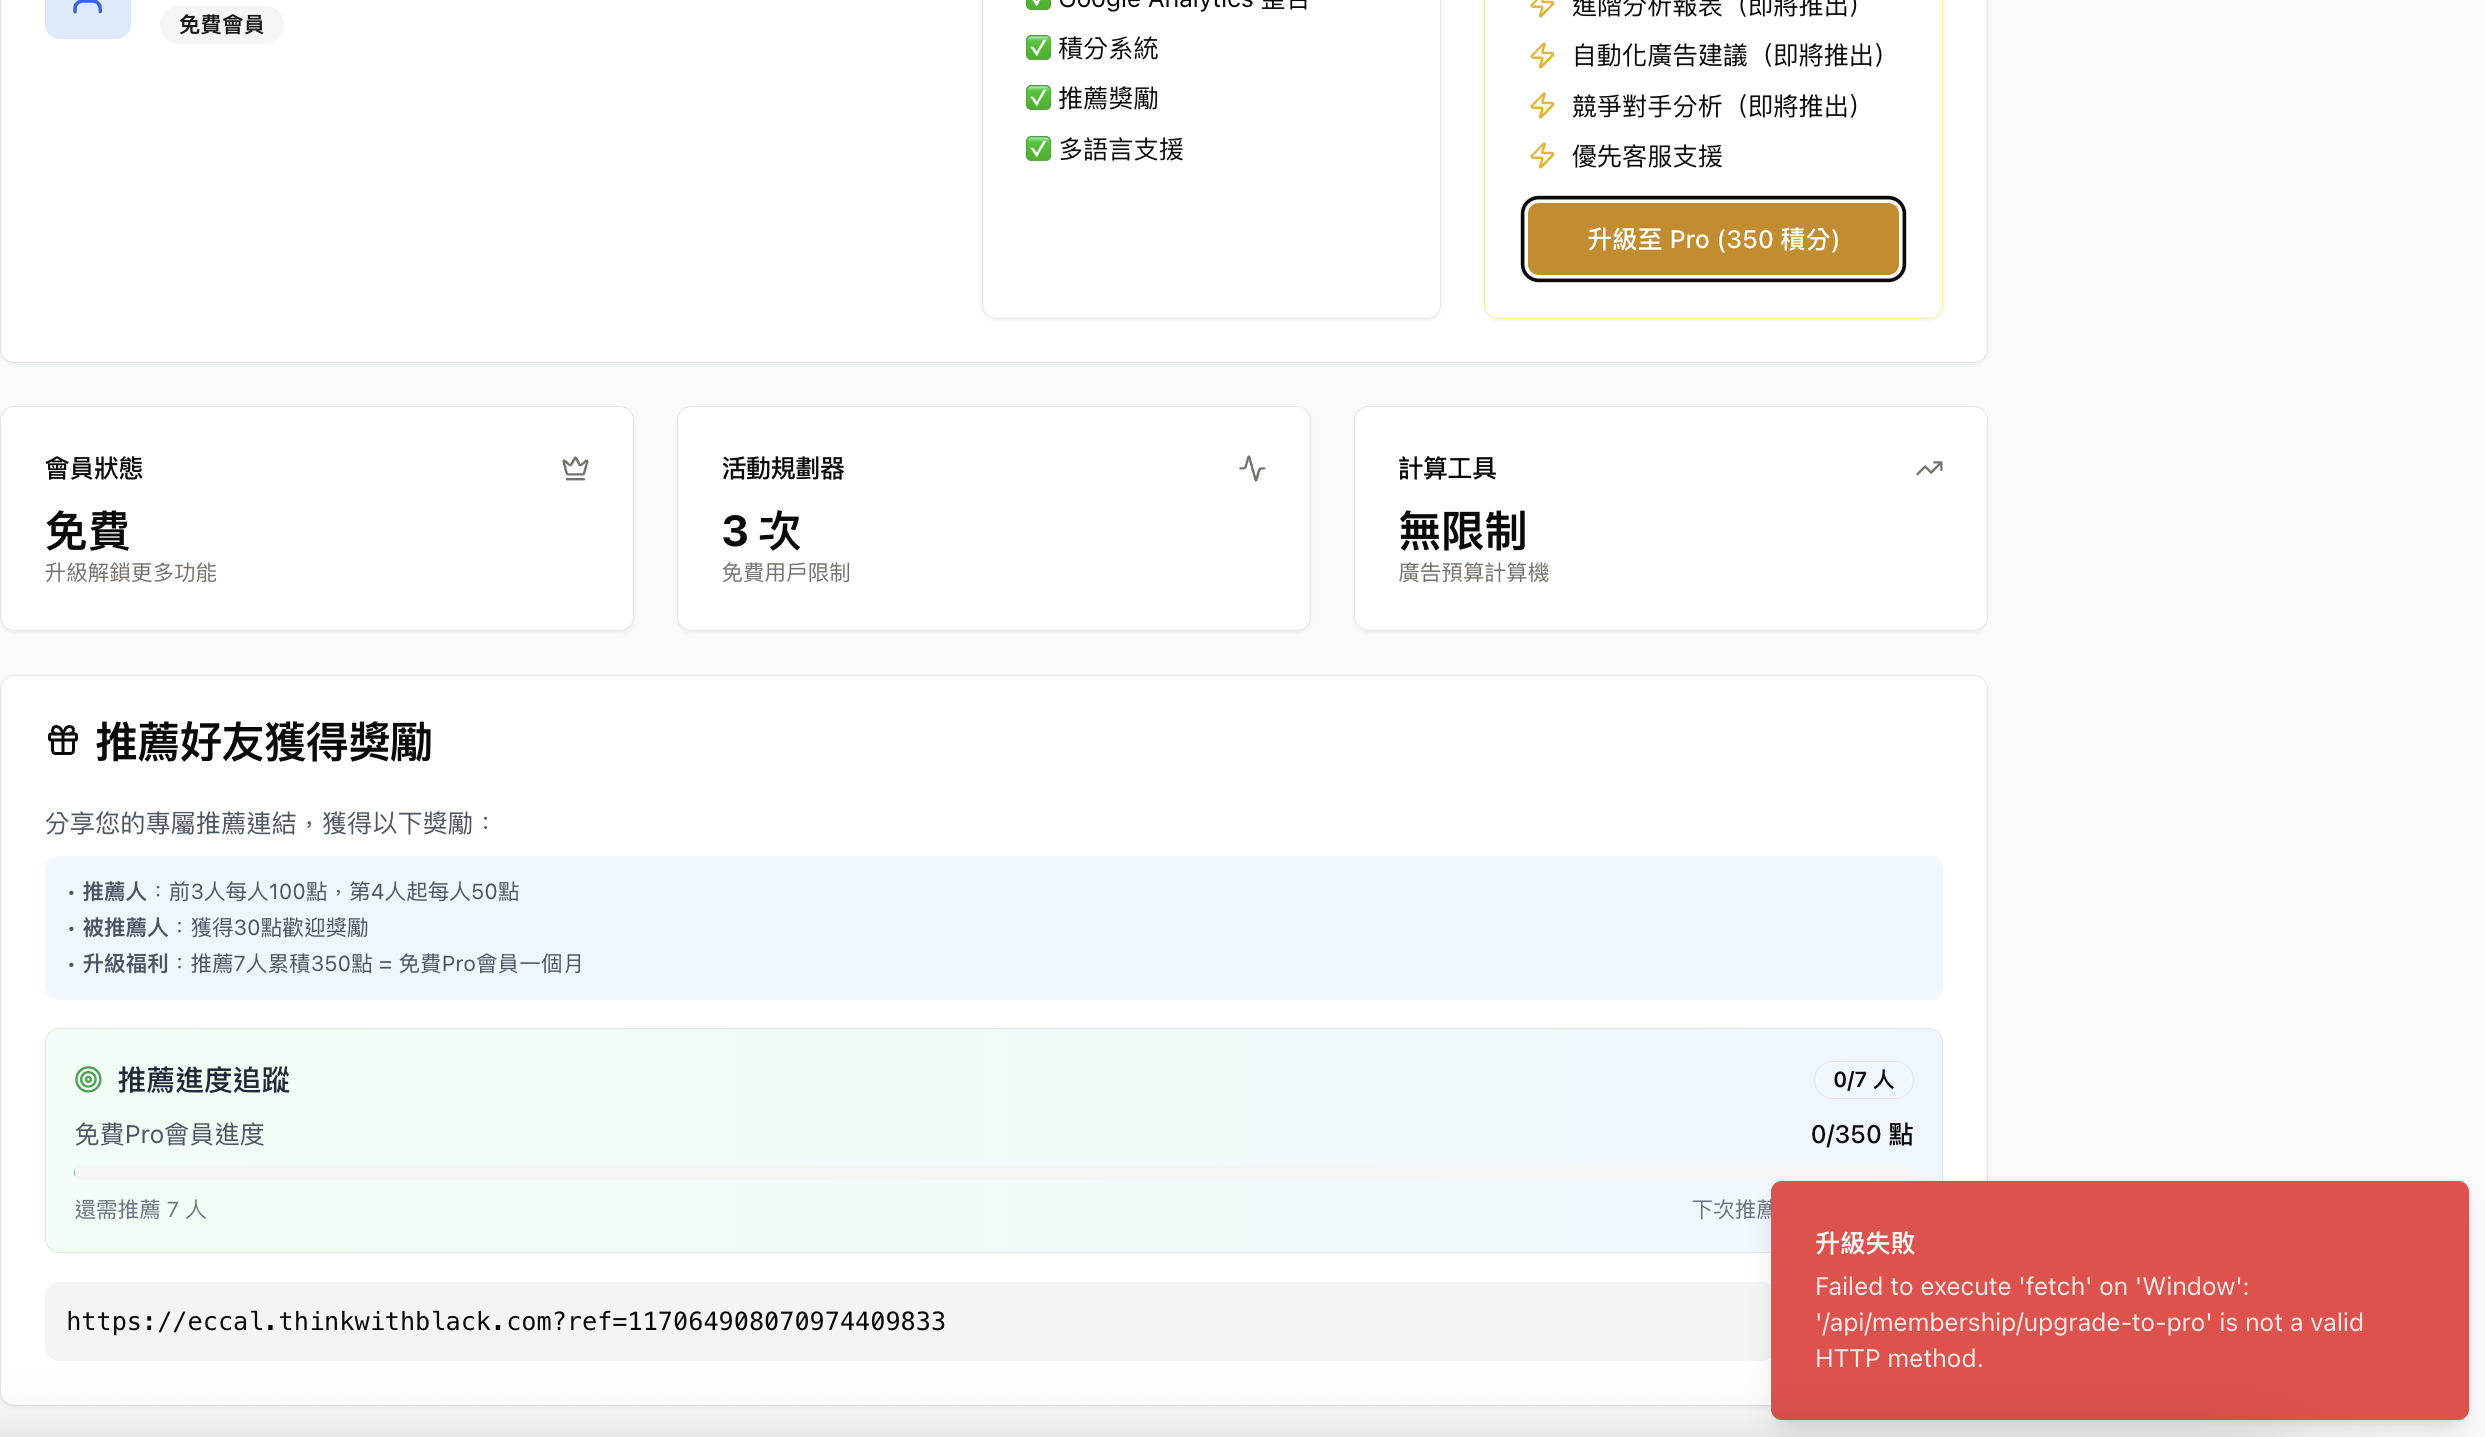 免費會員
Google Analytics 整合
積分系統
推薦獎勵
多語言支援
進階分析報表（即將推出）
自動化廣告建議（即將推出）
競爭對手分析（即將推出）
優先客服支援
升級至 Pro (350 積分)
會員狀態
免費
升級解鎖更多功能
活動規劃器
3 次
免費用戶限制
計算工具
無限制
廣告預算計算機
推薦好友獲得獎勵
分享您的專屬推薦連結，獲得以下獎勵：
• 推薦人：前3人每人100點，第4人起每人50點
• 被推薦人：獲得30點歡迎獎勵
• 升級福利：推薦7人累積350點 = 免費Pro會員一個月
推薦進度追蹤
0/7 人
免費Pro會員進度
0/350 點
還需推薦 7 人
下次推薦
https://eccal.thinkwithblack.com?ref=117064908070974409833
升級失敗
Failed to execute 'fetch' on 'Window':
'/api/membership/upgrade-to-pro' is not a valid
HTTP method.